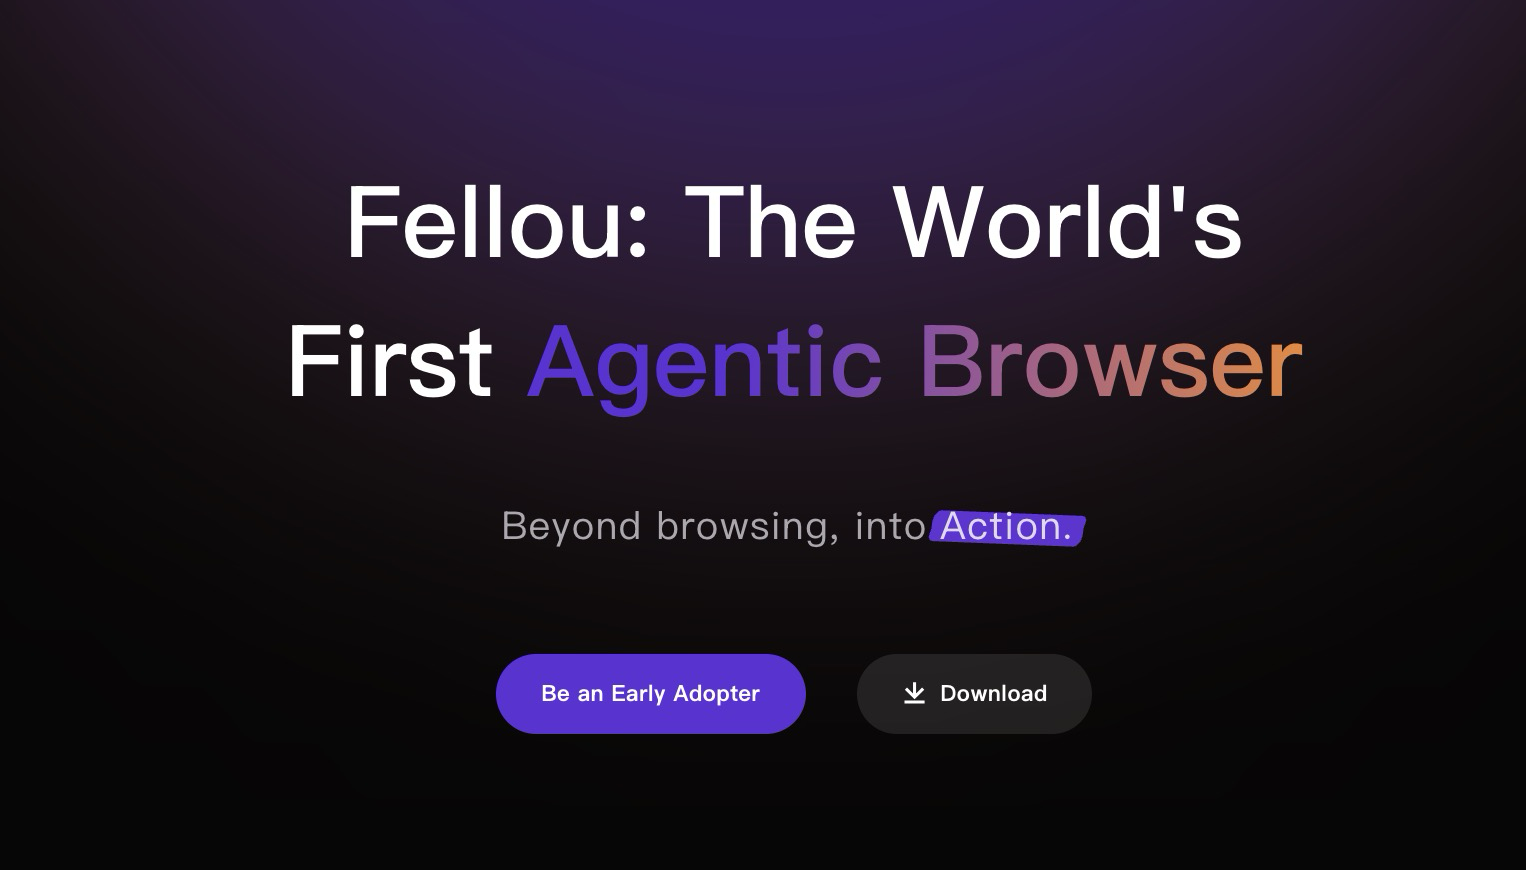 Fellou: The World's
First Agentic Browser
Beyond browsing, into Action.
Be an Early Adopter
Download